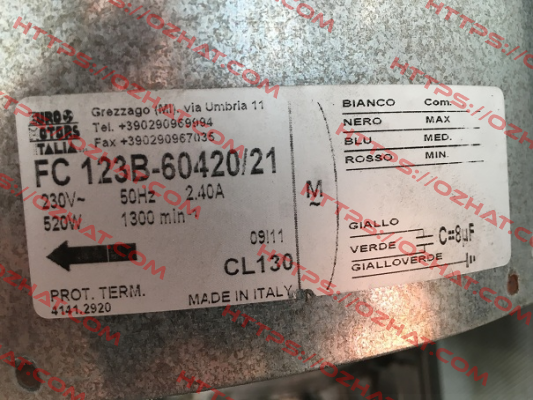 EURO
MOTORS
ITALIA
Grezzago (MI), via Umbria 11
Tel. +390290969994
Fax +390290967035
FC 123B-60420/21
230V~ 50Hz 2.40A
520W 1300 min⁻¹
09/11
CL130
PROT. TERM.
4141.2920
MADE IN ITALY
M
~
BIANCO Com.
NERO MAX
BLU MED.
ROSSO MIN.
GIALLO
VERDE C=8µF
GIALLOVERDE
HTTPS://OZHAT.COM